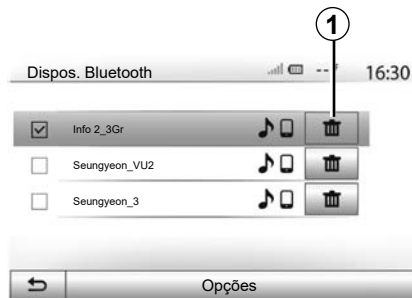 1
Dispos. Bluetooth
--°
16:30
Info 2_3Gr
Seungyeon_VU2
Seungyeon_3
Opções